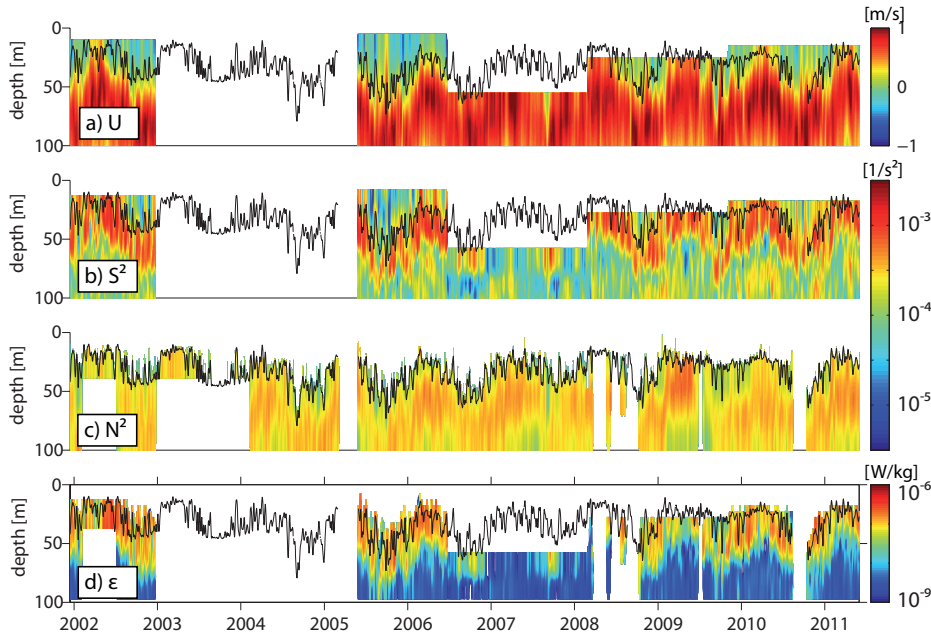 [m/s]
depth [m]
0
50
100
a) U
1
0
−1
[1/s²]
depth [m]
0
50
100
b) S²
10⁻³
10⁻⁴
10⁻⁵
depth [m]
0
50
100
c) N²
[W/kg]
depth [m]
0
50
100
d) ε
10⁻⁶
10⁻⁹
2002 2003 2004 2005 2006 2007 2008 2009 2010 2011